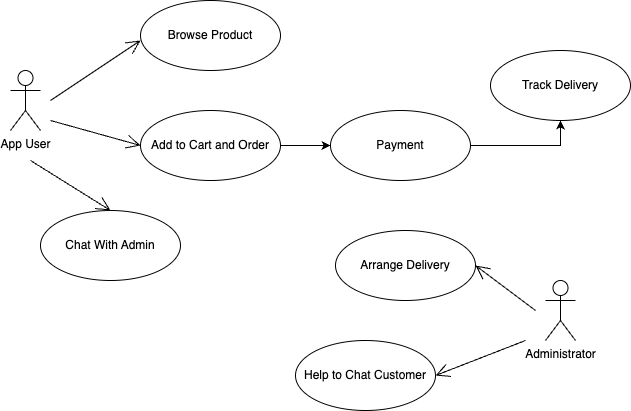 Browse Product
Track Delivery
App User
Add to Cart and Order
Payment
Chat With Admin
Arrange Delivery
Administrator
Help to Chat Customer